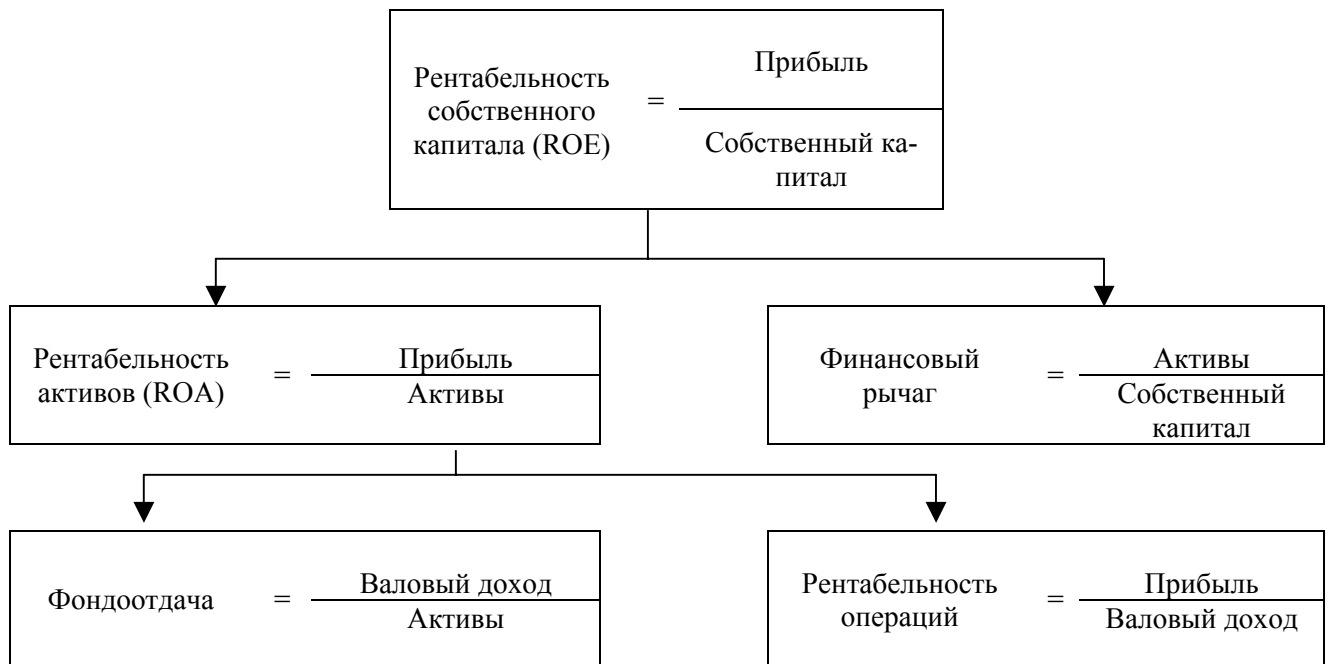 Прибыль
Рентабельность
собственного
капитала (ROE)
=
Собственный ка-
питал
Рентабельность
активов (ROA)
=
Прибыль
Активы
Финансовый
рычаг
=
Активы
Собственный
капитал
Фондоотдача
=
Валовый доход
Активы
Рентабельность
операций
=
Прибыль
Валовый доход